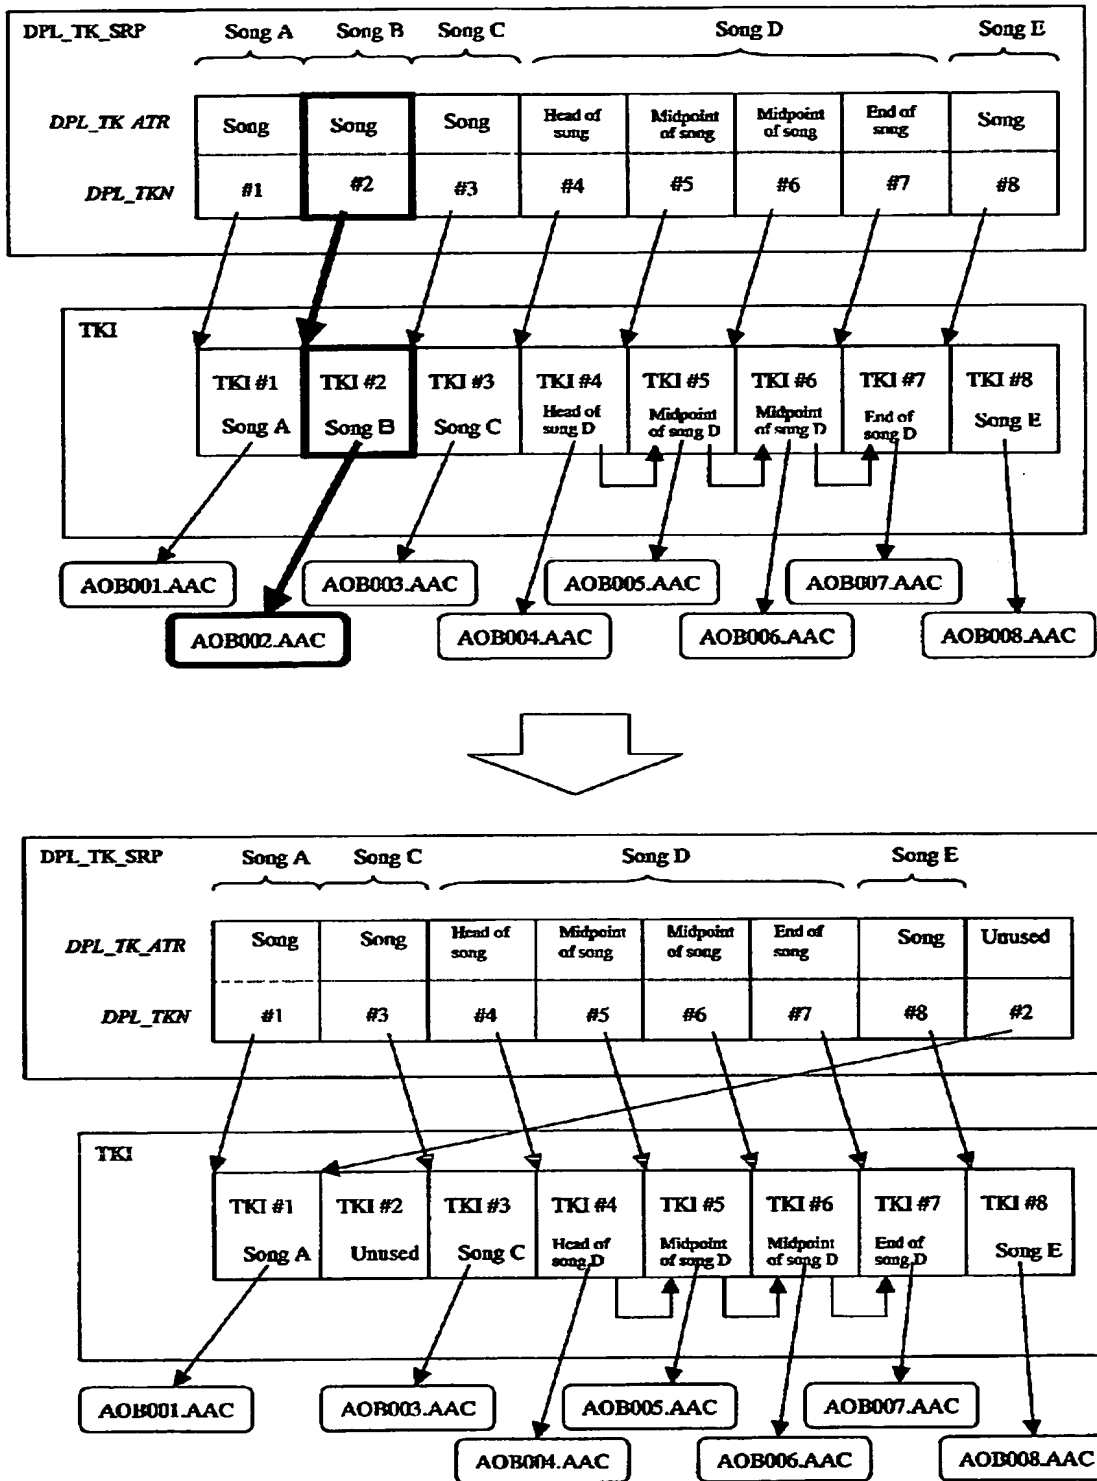 DPL_TK_SRP Song A Song B Song C Song D Song E
DPL_TK ATR Song Song Song Head of song Midpoint of song Midpoint of song End of song Song
DPL_TKN #1 #2 #3 #4 #5 #6 #7 #8
TKI
TKI #1 TKI #2 TKI #3 TKI #4 TKI #5 TKI #6 TKI #7 TKI #8
Song A Song B Song C Head of song D Midpoint of song D Midpoint of song D End of song D Song E
AOB001.AAC AOB003.AAC AOB005.AAC AOB007.AAC
AOB002.AAC AOB004.AAC AOB006.AAC AOB008.AAC
DPL_TK_SRP Song A Song C Song D Song E
DPL_TK_ATR Song Song Head of song Midpoint of song Midpoint of song End of song Song Unused
DPL_TKN #1 #3 #4 #5 #6 #7 #8 #2
TKI
TKI #1 TKI #2 TKI #3 TKI #4 TKI #5 TKI #6 TKI #7 TKI #8
Song A Unused Song C Head of song D Midpoint of song D Midpoint of song D End of song D Song E
AOB001.AAC AOB003.AAC AOB005.AAC AOB007.AAC
AOB004.AAC AOB006.AAC AOB008.AAC